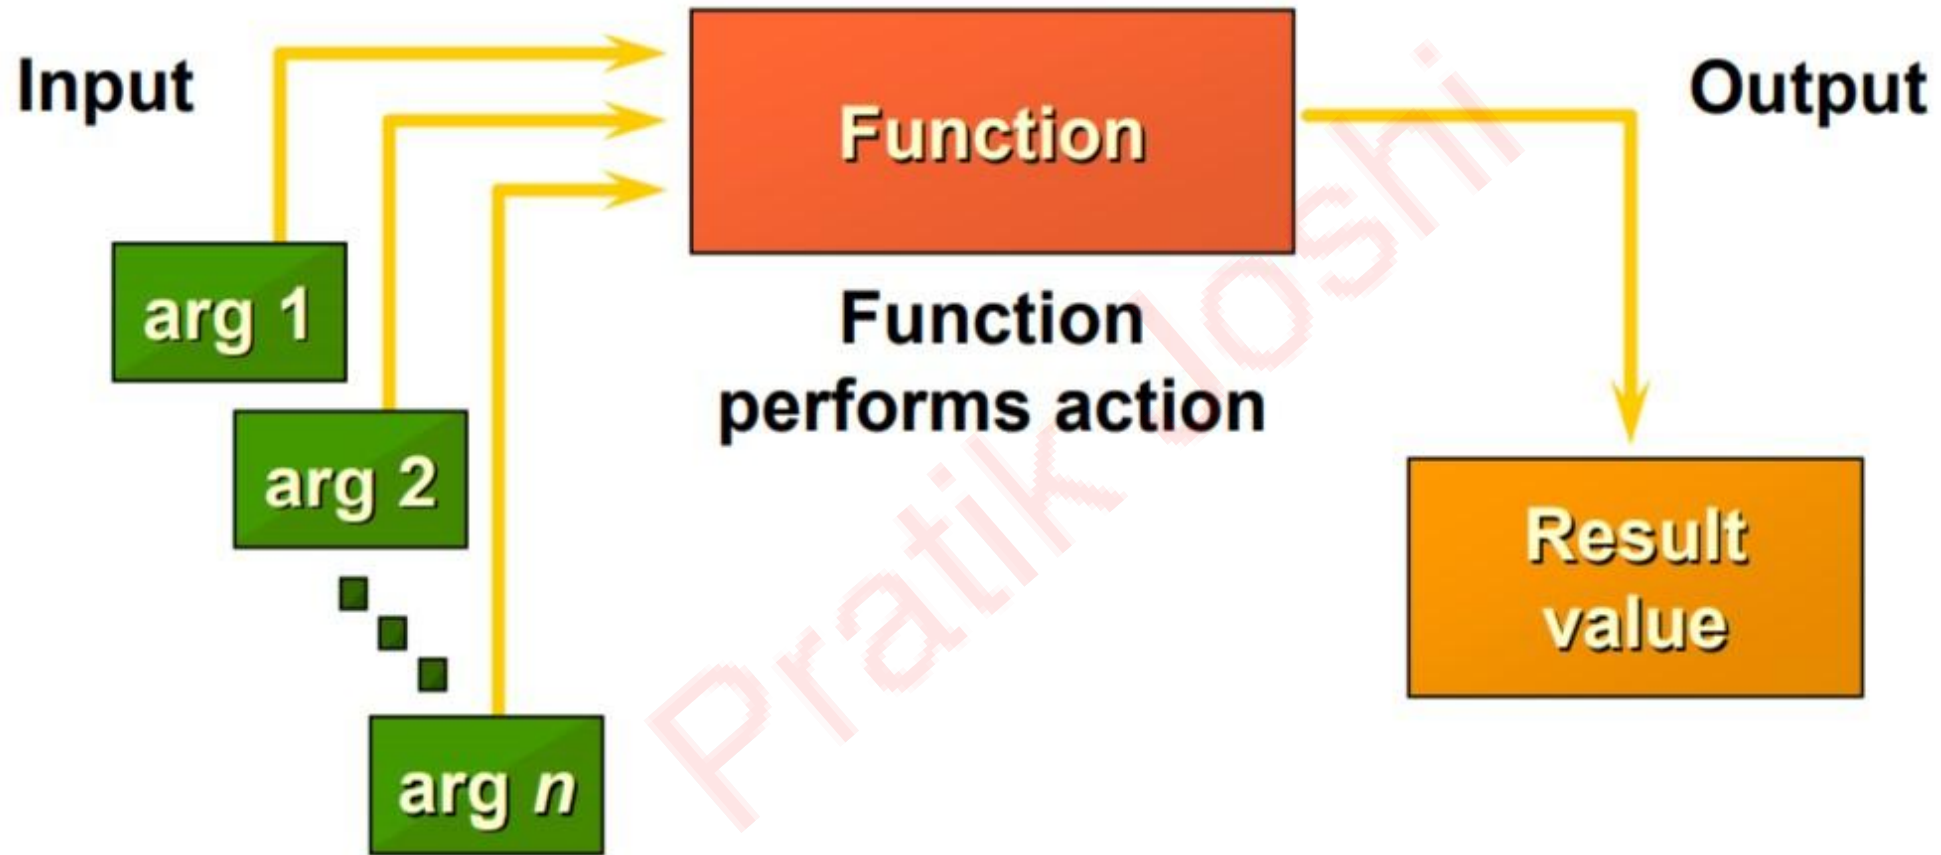 Input
Function
Output
arg 1
Function
performs action
arg 2
Result
value
arg n
Pratik Joshi